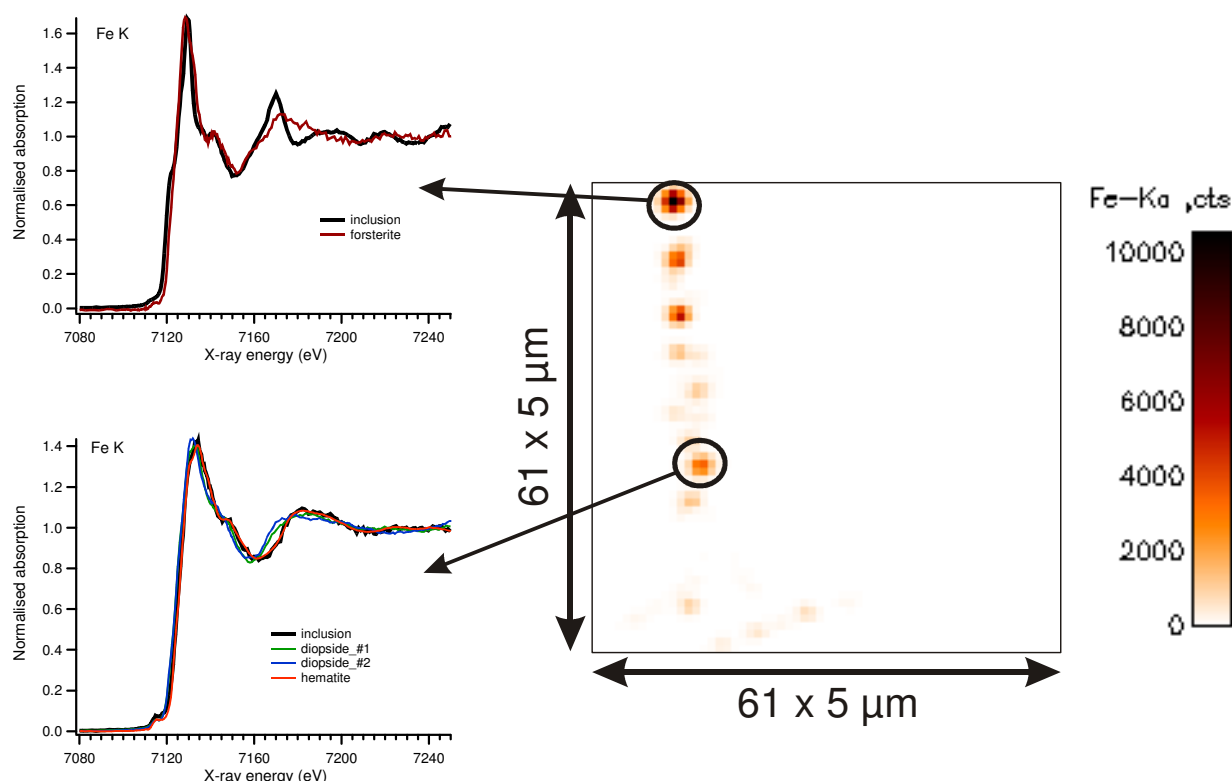 Fe K
Normalised absorption
1.6
1.4
1.2
1.0
0.8
0.6
0.4
0.2
0.0
inclusion
forsterite
7080
7120
7160
7200
7240
X-ray energy (eV)
Fe K
Normalised absorption
1.4
1.2
1.0
0.8
0.6
0.4
0.2
0.0
inclusion
diopside_#1
diopside_#2
hematite
7080
7120
7160
7200
7240
X-ray energy (eV)
61 x 5 µm
61 x 5 µm
Fe-Ka ,cts
10000
8000
6000
4000
2000
0